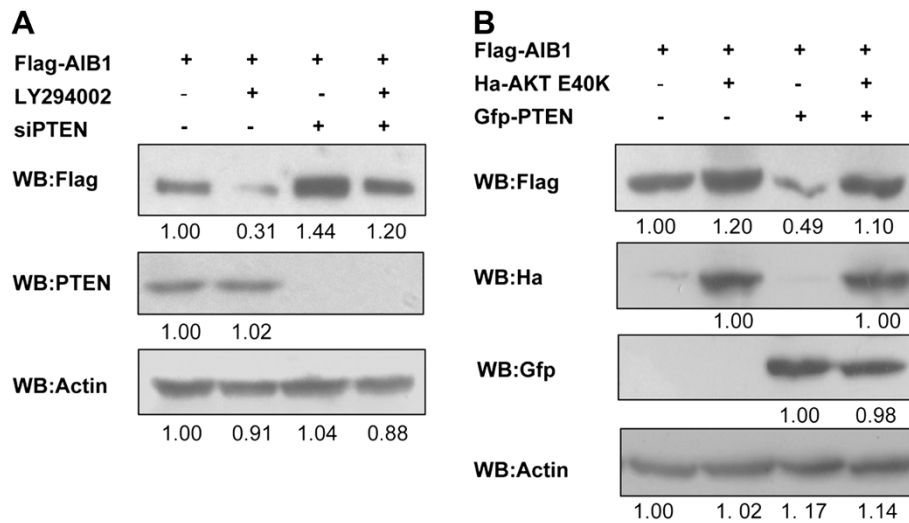 A
Flag-AIB1 + + + +
LY294002 - + - +
siPTEN - - + +
WB:Flag
1.00 0.31 1.44 1.20
WB:PTEN
1.00 1.02
WB:Actin
1.00 0.91 1.04 0.88
B
Flag-AIB1 + + + +
Ha-AKT E40K - + - +
Gfp-PTEN - - + +
WB:Flag
1.00 1.20 0.49 1.10
WB:Ha
1.00 1. 00
WB:Gfp
1.00 0.98
WB:Actin
1.00 1. 02 1. 17 1.14